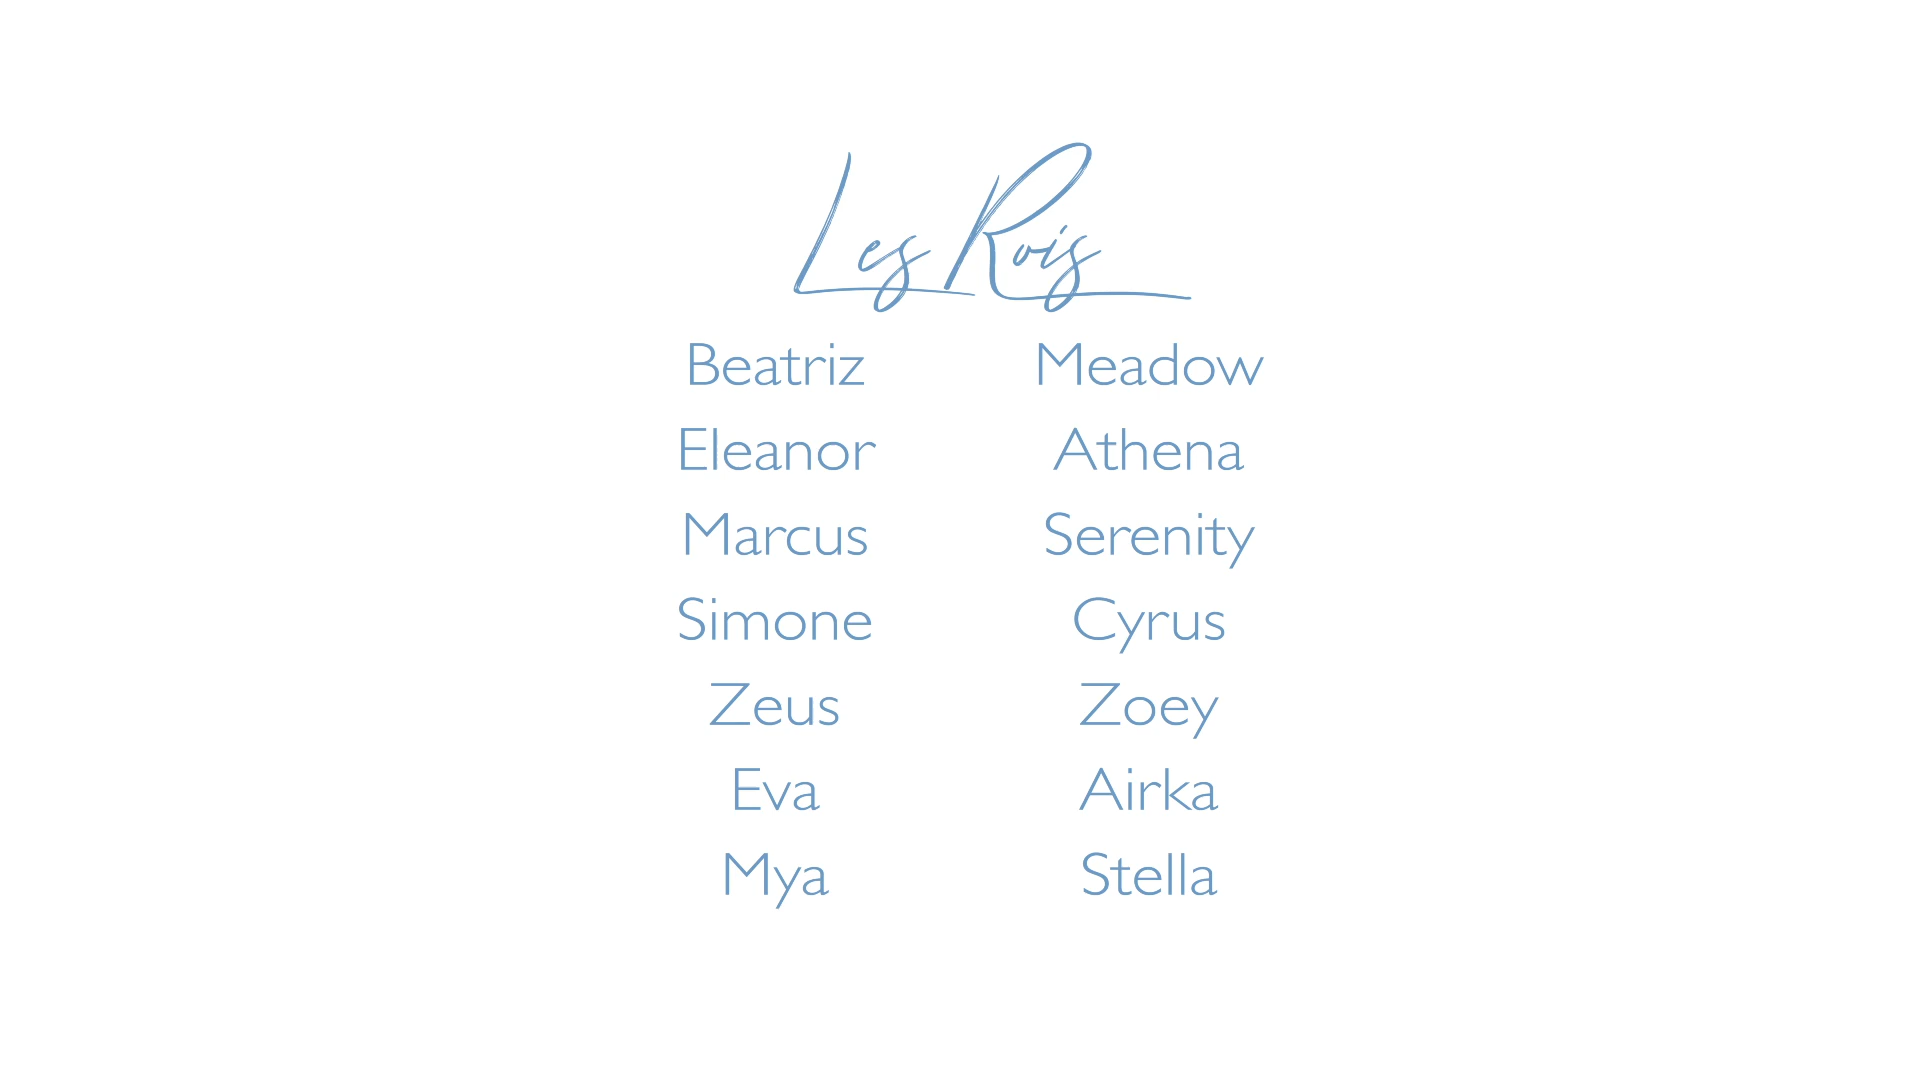 Les Rois
Beatriz
Eleanor
Marcus
Simone
Zeus
Eva
Mya
Meadow
Athena
Serenity
Cyrus
Zoey
Airka
Stella